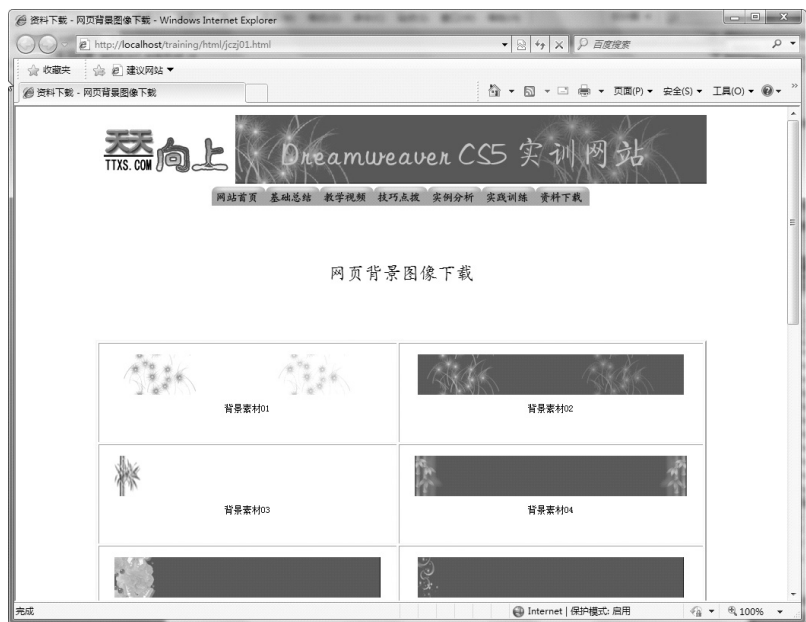 资料下载 - 网页背景图像下载 - Windows Internet Explorer
http://localhost/training/html/jczj01.html
百度搜索
收藏夹 建议网站
资料下载 - 网页背景图像下载
页面(P) 安全(S) 工具(O)
天天向上
TTXS.COM
Dreamweaver CS5 实训网站
网站首页 基础总结 教学视频 技巧点拨 实例分析 实践训练 资料下载
网页背景图像下载
背景素材01 背景素材02
背景素材03 背景素材04
完成 Internet | 保护模式: 启用 100%